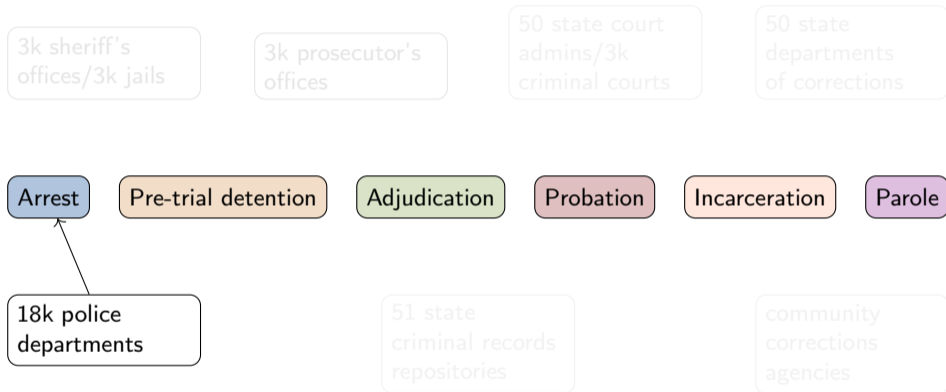 3k sheriff's
offices/3k jails
3k prosecutor's
offices
50 state court
admins/3k
criminal courts
50 state
departments
of corrections
Arrest
Pre-trial detention
Adjudication
Probation
Incarceration
Parole
18k police
departments
51 state
criminal records
repositories
community
corrections
agencies